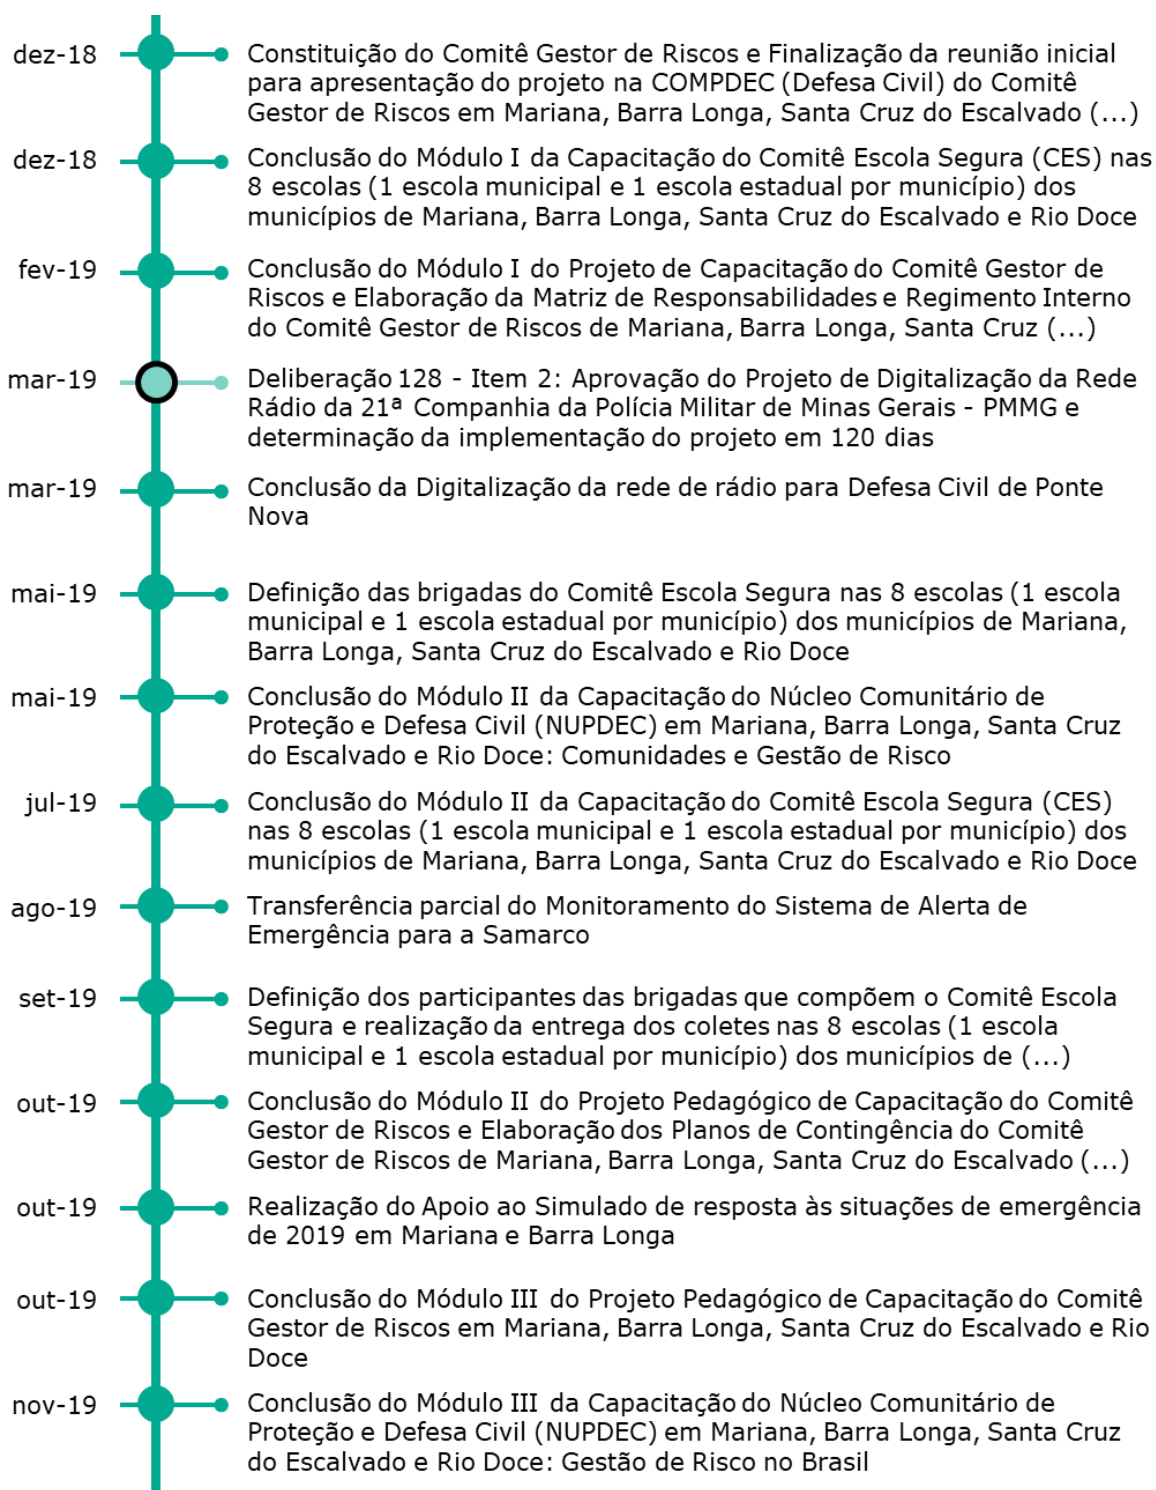 dez-18
Constituição do Comitê Gestor de Riscos e Finalização da reunião inicial
para apresentação do projeto na COMPDEC (Defesa Civil) do Comitê
Gestor de Riscos em Mariana, Barra Longa, Santa Cruz do Escalvado (...)
dez-18
Conclusão do Módulo I da Capacitação do Comitê Escola Segura (CES) nas
8 escolas (1 escola municipal e 1 escola estadual por município) dos
municípios de Mariana, Barra Longa, Santa Cruz do Escalvado e Rio Doce
fev-19
Conclusão do Módulo I do Projeto de Capacitação do Comitê Gestor de
Riscos e Elaboração da Matriz de Responsabilidades e Regimento Interno
do Comitê Gestor de Riscos de Mariana, Barra Longa, Santa Cruz (...)
mar-19
Deliberação 128 - Item 2: Aprovação do Projeto de Digitalização da Rede
Rádio da 21ª Companhia da Polícia Militar de Minas Gerais - PMMG e
determinação da implementação do projeto em 120 dias
mar-19
Conclusão da Digitalização da rede de rádio para Defesa Civil de Ponte
Nova
mai-19
Definição das brigadas do Comitê Escola Segura nas 8 escolas (1 escola
municipal e 1 escola estadual por município) dos municípios de Mariana,
Barra Longa, Santa Cruz do Escalvado e Rio Doce
mai-19
Conclusão do Módulo II da Capacitação do Núcleo Comunitário de
Proteção e Defesa Civil (NUPDEC) em Mariana, Barra Longa, Santa Cruz
do Escalvado e Rio Doce: Comunidades e Gestão de Risco
jul-19
Conclusão do Módulo II da Capacitação do Comitê Escola Segura (CES)
nas 8 escolas (1 escola municipal e 1 escola estadual por município) dos
municípios de Mariana, Barra Longa, Santa Cruz do Escalvado e Rio Doce
ago-19
Transferência parcial do Monitoramento do Sistema de Alerta de
Emergência para a Samarco
set-19
Definição dos participantes das brigadas que compõem o Comitê Escola
Segura e realização da entrega dos coletes nas 8 escolas (1 escola
municipal e 1 escola estadual por município) dos municípios de (...)
out-19
Conclusão do Módulo II do Projeto Pedagógico de Capacitação do Comitê
Gestor de Riscos e Elaboração dos Planos de Contingência do Comitê
Gestor de Riscos de Mariana, Barra Longa, Santa Cruz do Escalvado (...)
out-19
Realização do Apoio ao Simulado de resposta às situações de emergência
de 2019 em Mariana e Barra Longa
out-19
Conclusão do Módulo III do Projeto Pedagógico de Capacitação do Comitê
Gestor de Riscos em Mariana, Barra Longa, Santa Cruz do Escalvado e Rio
Doce
nov-19
Conclusão do Módulo III da Capacitação do Núcleo Comunitário de
Proteção e Defesa Civil (NUPDEC) em Mariana, Barra Longa, Santa Cruz
do Escalvado e Rio Doce: Gestão de Risco no Brasil